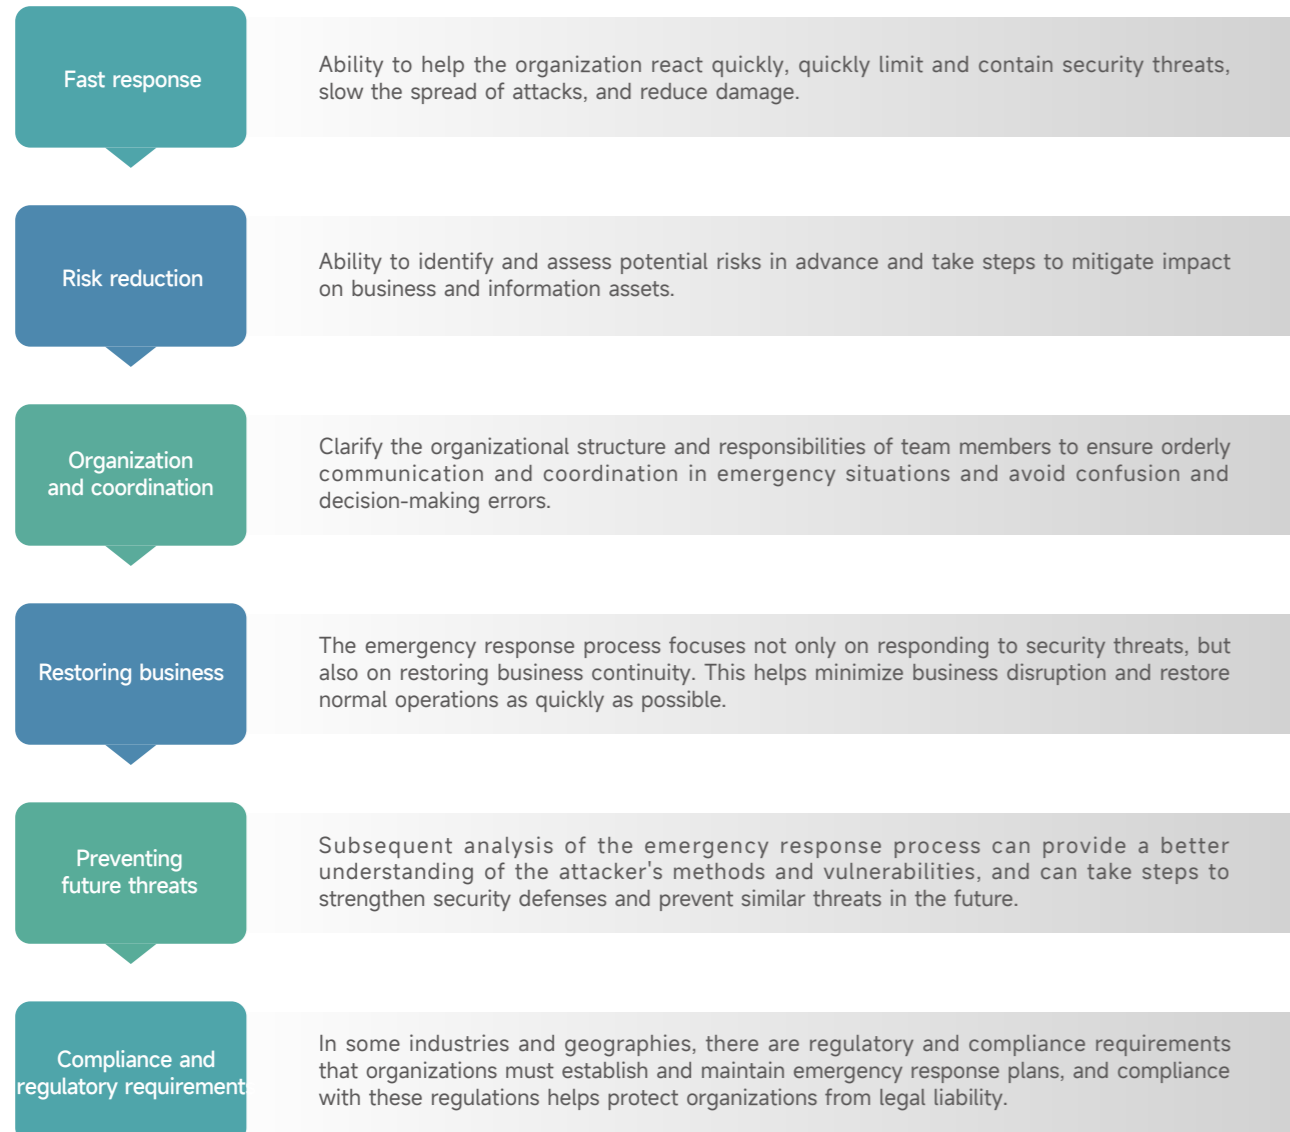 Fast response
Ability to help the organization react quickly, quickly limit and contain security threats,
slow the spread of attacks, and reduce damage.
Risk reduction
Ability to identify and assess potential risks in advance and take steps to mitigate impact
on business and information assets.
Organization
and coordination
Clarify the organizational structure and responsibilities of team members to ensure orderly
communication and coordination in emergency situations and avoid confusion and
decision-making errors.
Restoring business
The emergency response process focuses not only on responding to security threats, but
also on restoring business continuity. This helps minimize business disruption and restore
normal operations as quickly as possible.
Preventing
future threats
Subsequent analysis of the emergency response process can provide a better
understanding of the attacker's methods and vulnerabilities, and can take steps to
strengthen security defenses and prevent similar threats in the future.
Compliance and
regulatory requirements
In some industries and geographies, there are regulatory and compliance requirements
that organizations must establish and maintain emergency response plans, and compliance
with these regulations helps protect organizations from legal liability.